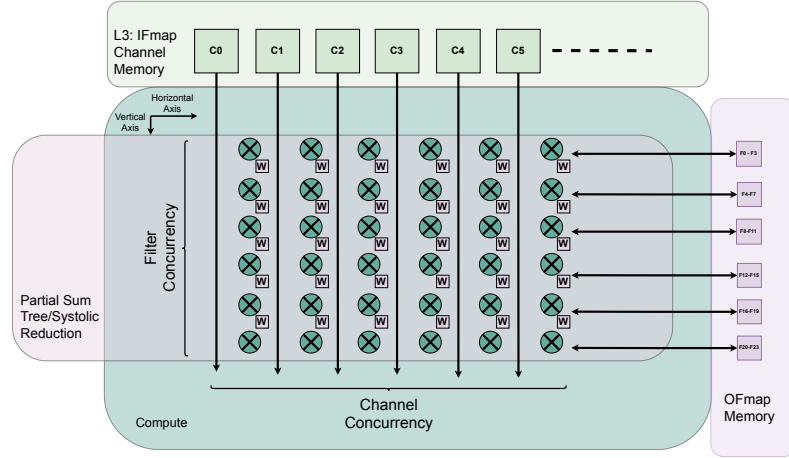 L3: IFmap
Channel
Memory
C0 C1 C2 C3 C4 C5
Horizontal
Axis
Vertical
Axis
F0 - F3
W W W W W W
F4-F7
W W W W W W
F8-F11
W W W W W W
F12-F15
W W W W W W
F16-F19
W W W W W W
F20-F23
Filter
Concurrency
Partial Sum
Tree/Systolic
Reduction
Channel
Concurrency
Compute
OFmap
Memory